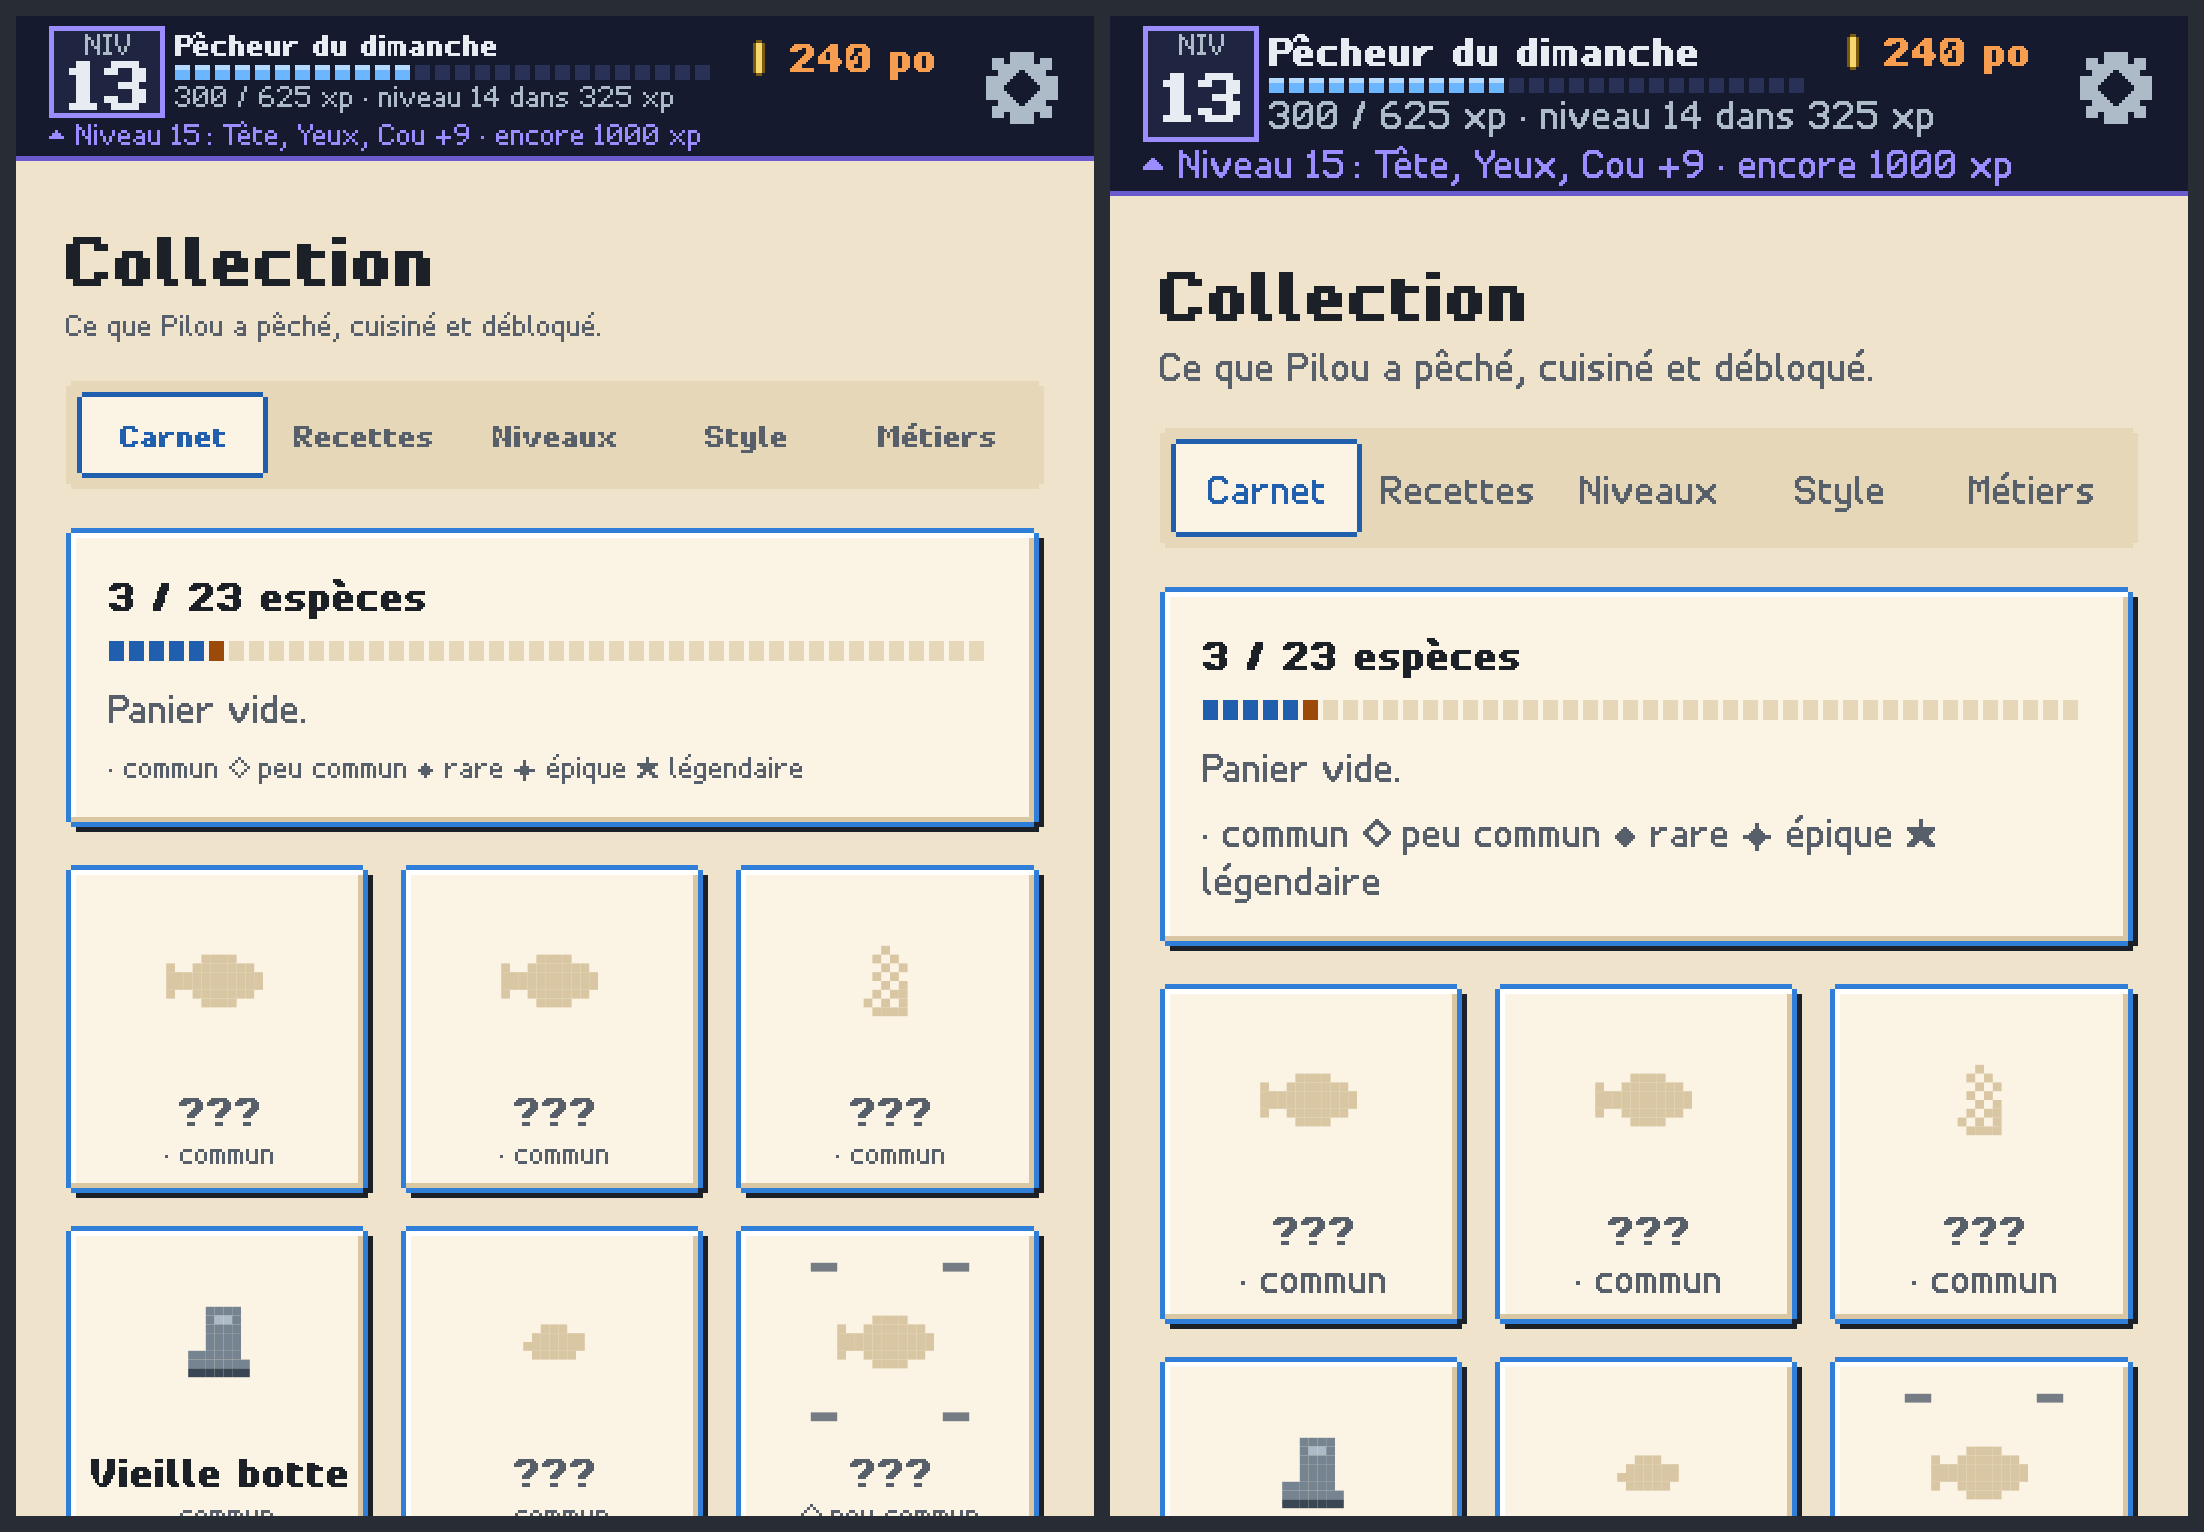 NIV
13
Pêcheur du dimanche
240 po
300 / 625 xp · niveau 14 dans 325 xp
Niveau 15 : Tête, Yeux, Cou +9 · encore 1000 xp
Collection
Ce que Pilou a pêché, cuisiné et débloqué.
Carnet Recettes Niveaux Style Métiers
3 / 23 espèces
Panier vide.
· commun ◇ peu commun ◆ rare ✦ épique ★ légendaire
??? ??? ???
· commun · commun · commun
Vieille botte ??? ???
commun commun ◇ peu commun
NIV
13
Pêcheur du dimanche
240 po
300 / 625 xp · niveau 14 dans 325 xp
Niveau 15 : Tête, Yeux, Cou +9 · encore 1000 xp
Collection
Ce que Pilou a pêché, cuisiné et débloqué.
Carnet Recettes Niveaux Style Métiers
3 / 23 espèces
Panier vide.
· commun ◇ peu commun ◆ rare ✦ épique ★
légendaire
??? ??? ???
· commun · commun · commun